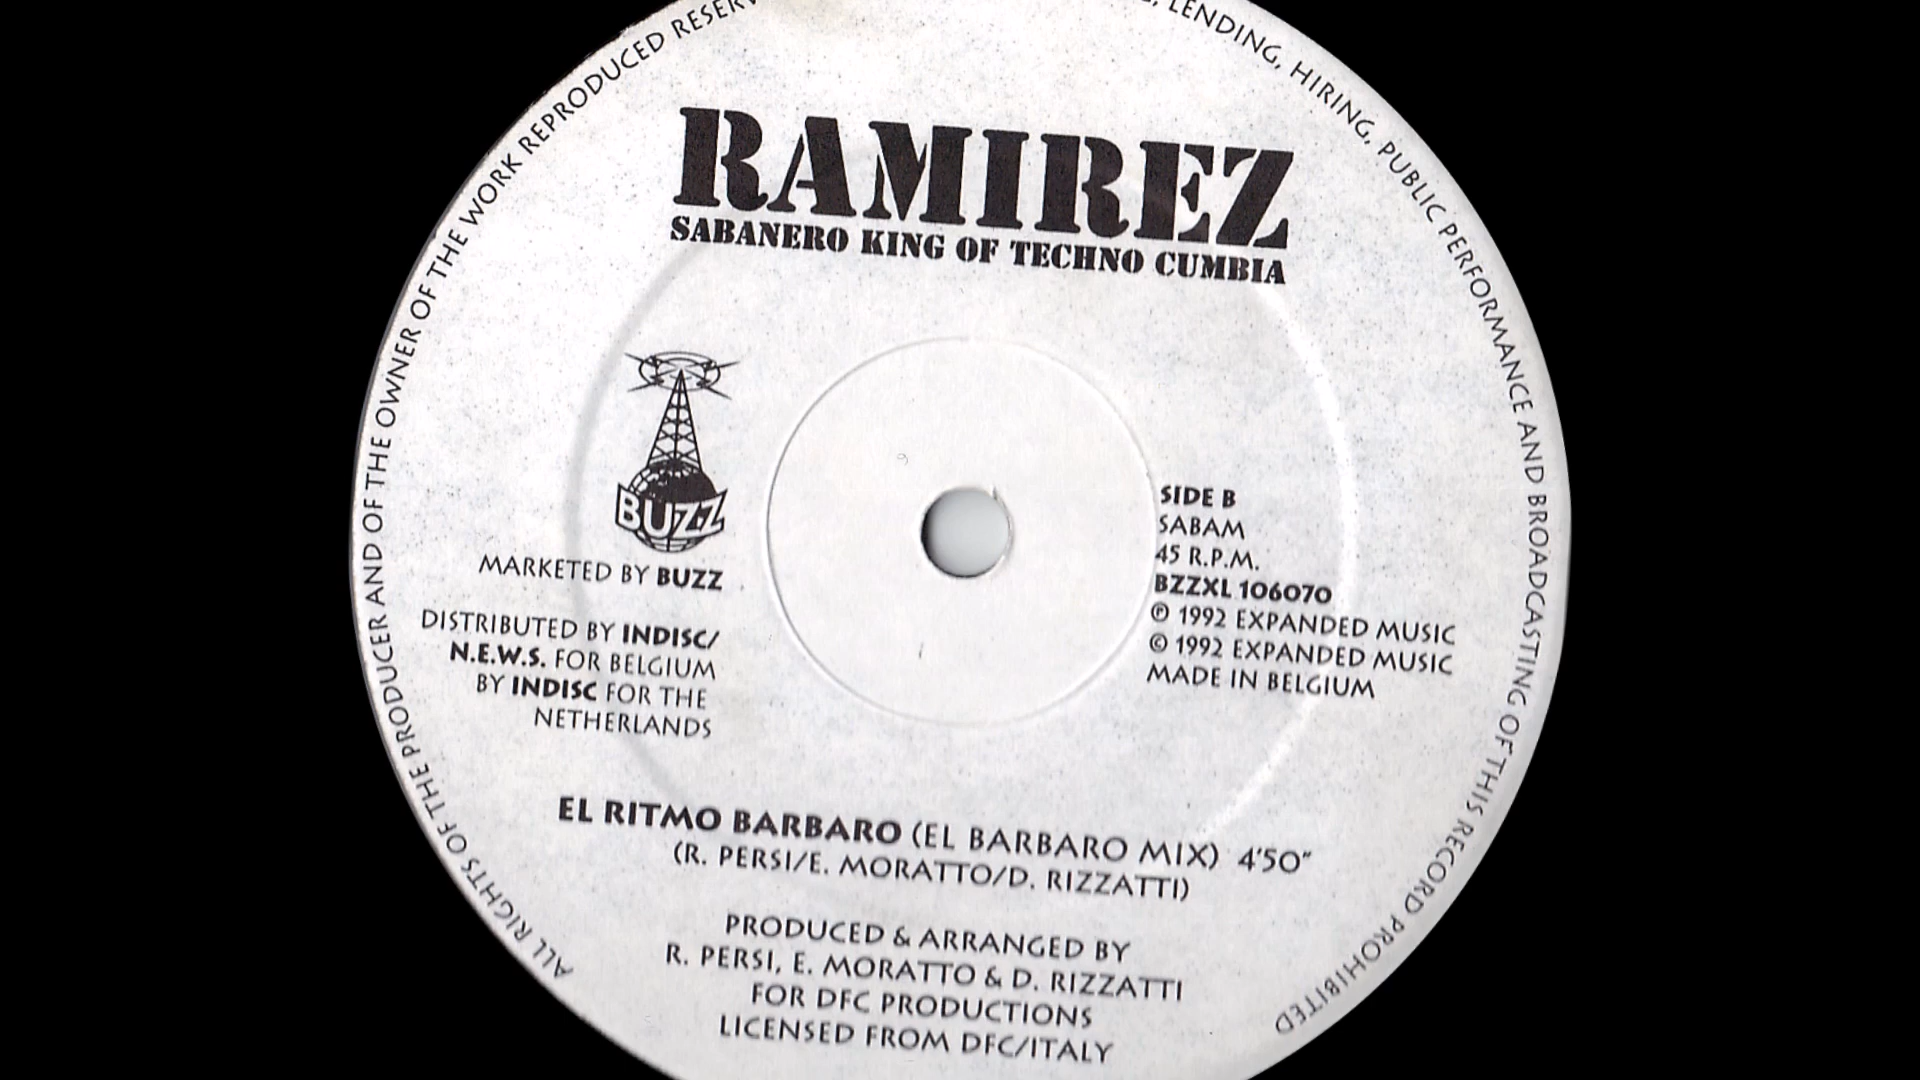 RAMIREZ
SABANERO KING OF TECHNO CUMBIA
BUZZ
MARKETED BY BUZZ
DISTRIBUTED BY INDISC/
N.E.W.S. FOR BELGIUM
BY INDISC FOR THE
NETHERLANDS
SIDE B
SABAM
45 R.P.M.
BZZXL 106070
℗ 1992 EXPANDED MUSIC
© 1992 EXPANDED MUSIC
MADE IN BELGIUM
EL RITMO BARBARO (EL BARBARO MIX) 4'50"
(R. PERSI/E. MORATTO/D. RIZZATTI)
PRODUCED & ARRANGED BY
R. PERSI, E. MORATTO & D. RIZZATTI
FOR DFC PRODUCTIONS
LICENSED FROM DFC/ITALY
ALL RIGHTS OF THE PRODUCER AND OF THE OWNER OF THE WORK REPRODUCED
LENDING, HIRING, PUBLIC PERFORMANCE AND BROADCASTING OF THIS RECORD PROHIBITED